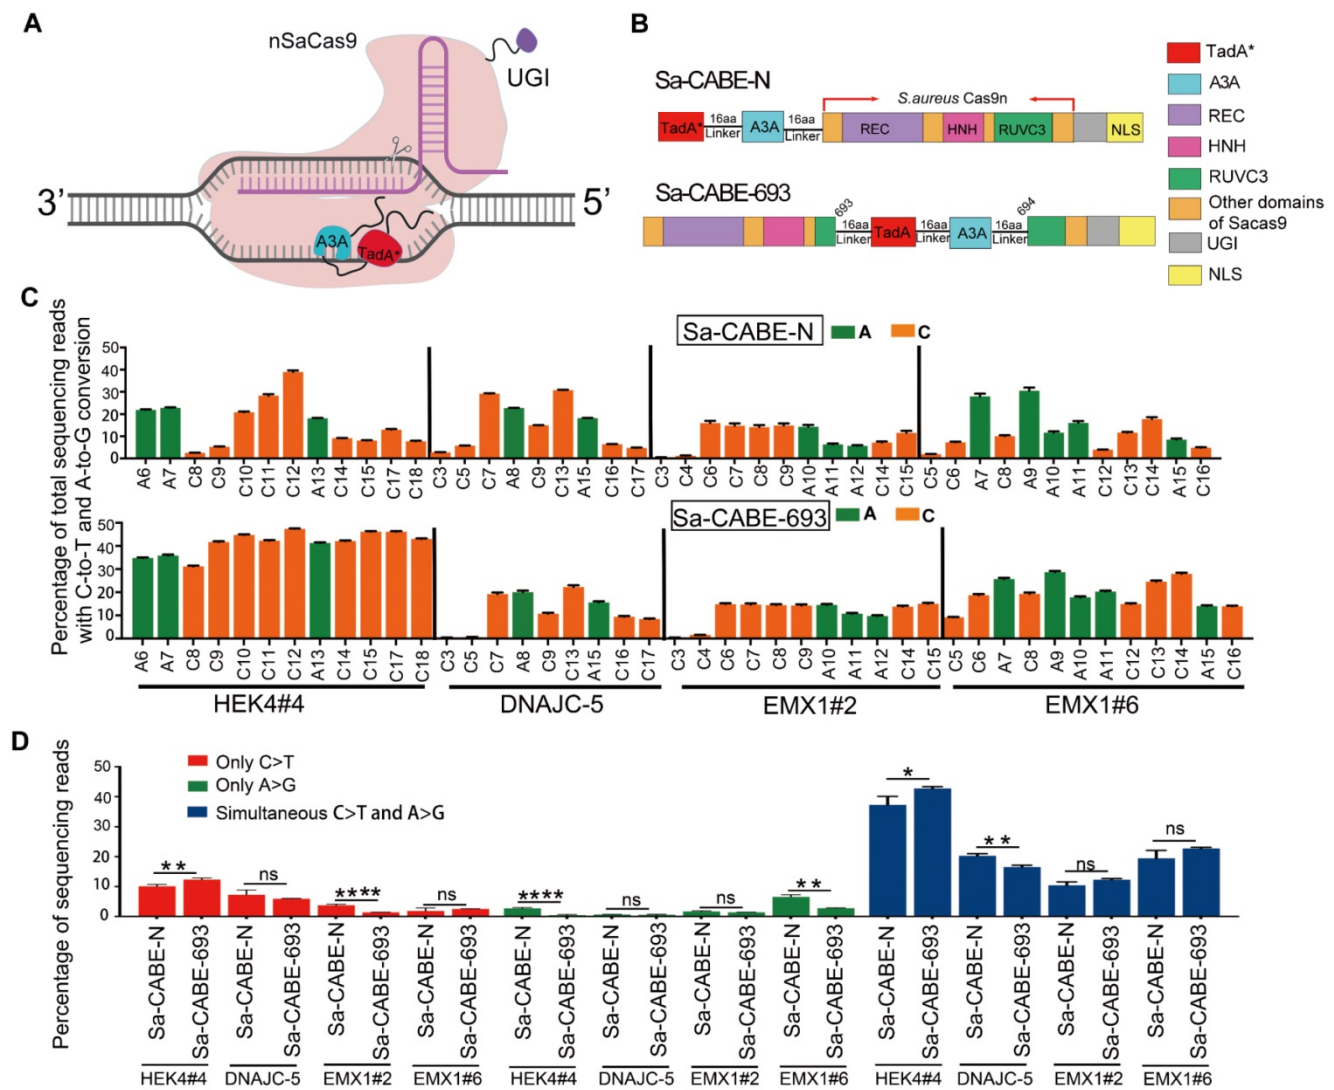 A
nSaCas9
UGI
3’
5’
A3A
TadA*
B
Sa-CABE-N
S.aureus Cas9n
TadA*
16aa
Linker
A3A
16aa
Linker
REC
HNH
RUVC3
NLS
Sa-CABE-693
693
16aa
Linker
TadA
16aa
Linker
A3A
694
16aa
Linker
TadA*
A3A
REC
HNH
RUVC3
Other domains
of Sacas9
UGI
NLS
C
Percentage of total sequencing reads
with C-to-T and A-to-G conversion
Sa-CABE-N A C
50
40
30
20
10
0
A6 A7 C8 C9 C10 C11 C12 A13 C14 C15 C17 C18 C3 C5 C7 A8 C9 C13 A15 C16 C17 C3 C4 C6 C7 C8 C9 A10 A11 A12 C14 C15 C5 C6 A7 C8 A9 A10 A11 C12 C13 C14 A15 C16
Sa-CABE-693 A C
50
40
30
20
10
0
A6 A7 C8 C9 C10 C11 C12 A13 C14 C15 C17 C18 C3 C5 C7 A8 C9 C13 A15 C16 C17 C3 C4 C6 C7 C8 C9 A10 A11 A12 C14 C15 C5 C6 A7 C8 A9 A10 A11 C12 C13 C14 A15 C16
HEK4#4 DNAJC-5 EMX1#2 EMX1#6
D
Percentage of sequencing reads
50
40
30
20
10
0
Only C>T
Only A>G
Simultaneous C>T and A>G
** ns **** ns **** ns ns ** * ** ns ns
Sa-CABE-N Sa-CABE-693 Sa-CABE-N Sa-CABE-693 Sa-CABE-N Sa-CABE-693 Sa-CABE-N Sa-CABE-693 Sa-CABE-N Sa-CABE-693 Sa-CABE-N Sa-CABE-693 Sa-CABE-N Sa-CABE-693 Sa-CABE-N Sa-CABE-693 Sa-CABE-N Sa-CABE-693 Sa-CABE-N Sa-CABE-693 Sa-CABE-N Sa-CABE-693 Sa-CABE-N Sa-CABE-693
HEK4#4 DNAJC-5 EMX1#2 EMX1#6 HEK4#4 DNAJC-5 EMX1#2 EMX1#6 HEK4#4 DNAJC-5 EMX1#2 EMX1#6